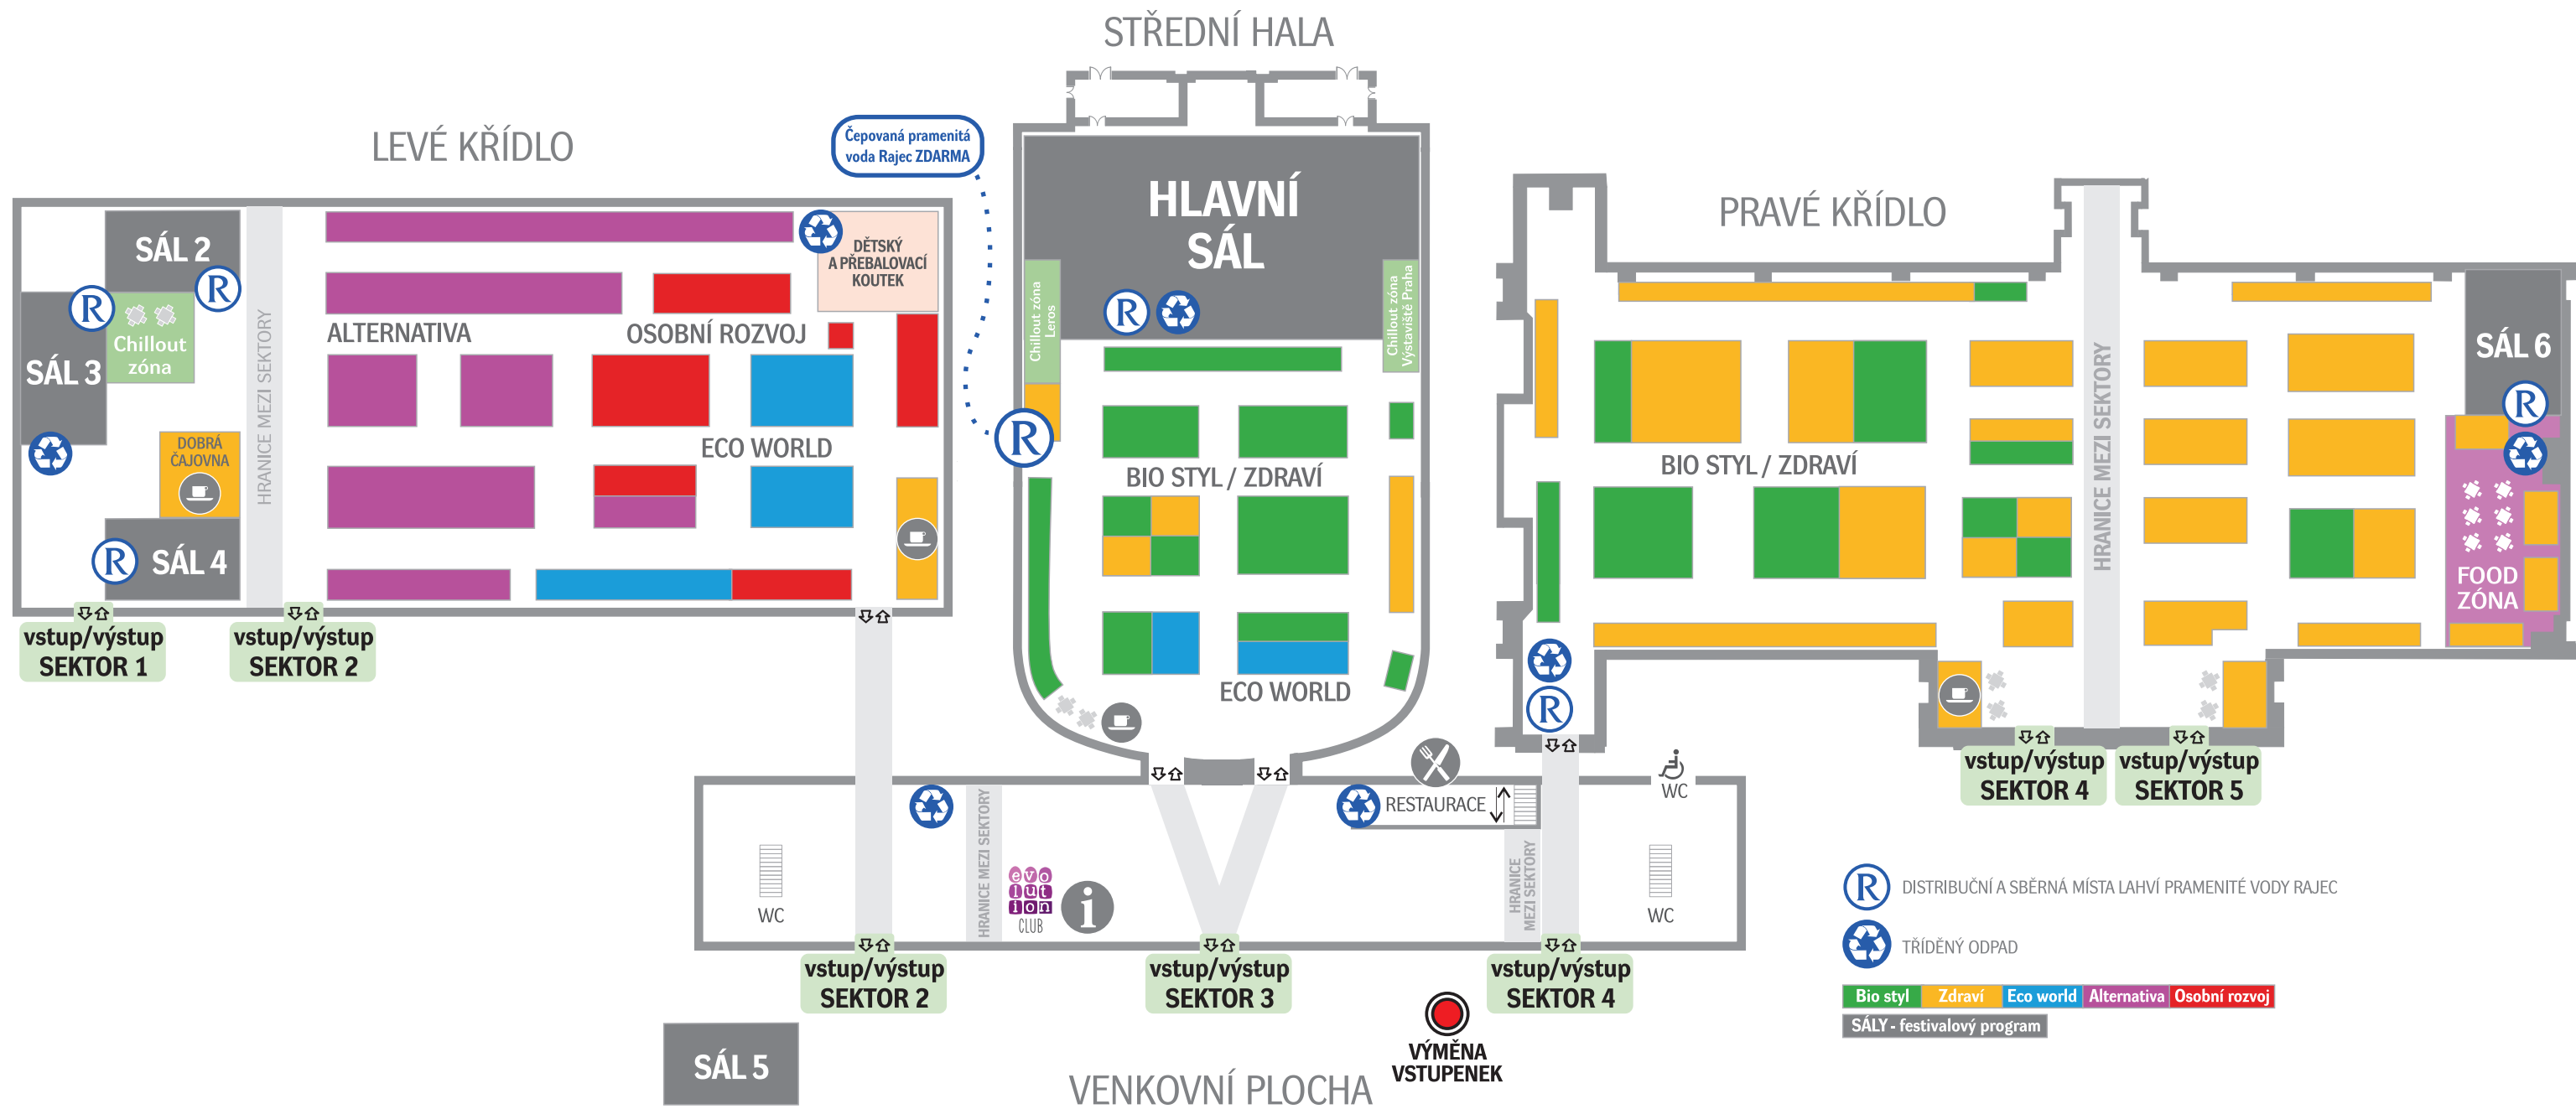 STŘEDNÍ HALA
LEVÉ KŘÍDLO
Čepovaná pramenitá
voda Rajec ZDARMA
PRAVÉ KŘÍDLO
SÁL 2
R
R
SÁL 3
Chillout
zóna
DOBRÁ
ČAJOVNA
R
SÁL 4
HRANICE MEZI SEKTORY
ALTERNATIVA
OSOBNÍ ROZVOJ
ECO WORLD
DĚTSKÝ
A PŘEBALOVACÍ
KOUTEK
vstup/výstup
SEKTOR 1
vstup/výstup
SEKTOR 2
HLAVNÍ
SÁL
R
Chillout zóna
Leros
Chillout zóna
Výstaviště Praha
R
BIO STYL / ZDRAVÍ
ECO WORLD
BIO STYL / ZDRAVÍ
R
HRANICE MEZI SEKTORY
SÁL 6
R
FOOD
ZÓNA
vstup/výstup
SEKTOR 4
vstup/výstup
SEKTOR 5
WC
HRANICE MEZI SEKTORY
evo
lut
ion
CLUB
i
RESTAURACE
HRANICE
MEZI SEKTORY
WC
WC
vstup/výstup
SEKTOR 2
vstup/výstup
SEKTOR 3
vstup/výstup
SEKTOR 4
VÝMĚNA
VSTUPENEK
SÁL 5
VENKOVNÍ PLOCHA
R DISTRIBUČNÍ A SBĚRNÁ MÍSTA LAHVÍ PRAMENITÉ VODY RAJEC
TŘÍDĚNÝ ODPAD
Bio styl Zdraví Eco world Alternativa Osobní rozvoj
SÁLY - festivalový program